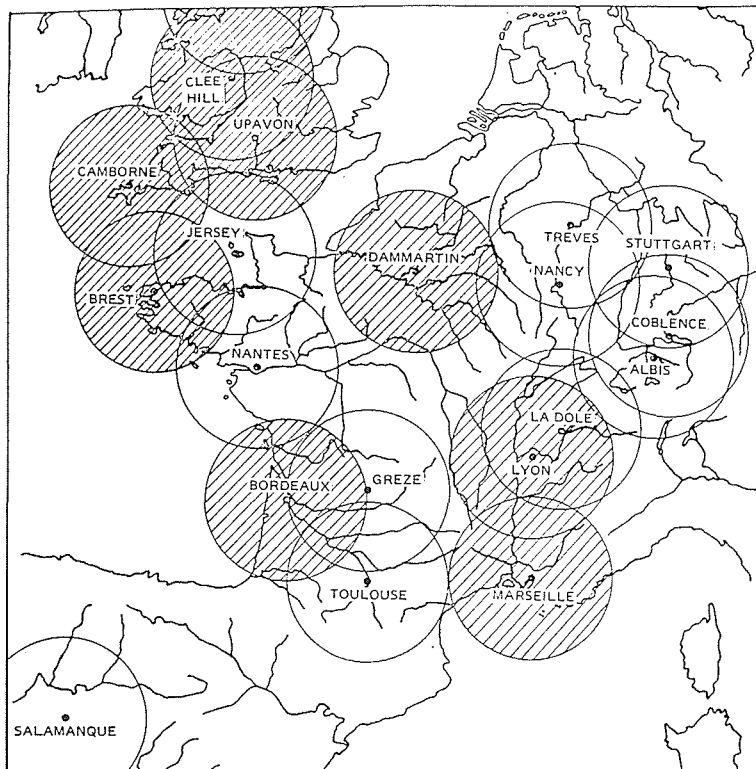 CLEE
HILL
UPAVON
CAMBORNE
JERSEY
DAMMARTIN
TREVES
STUTTGART
NANCY
BREST
COBLENCE
NANTES
ALBIS
LA DOLE
LYON
BORDEAUX
GREZE
TOULOUSE
MARSEILLE
SALAMANQUE